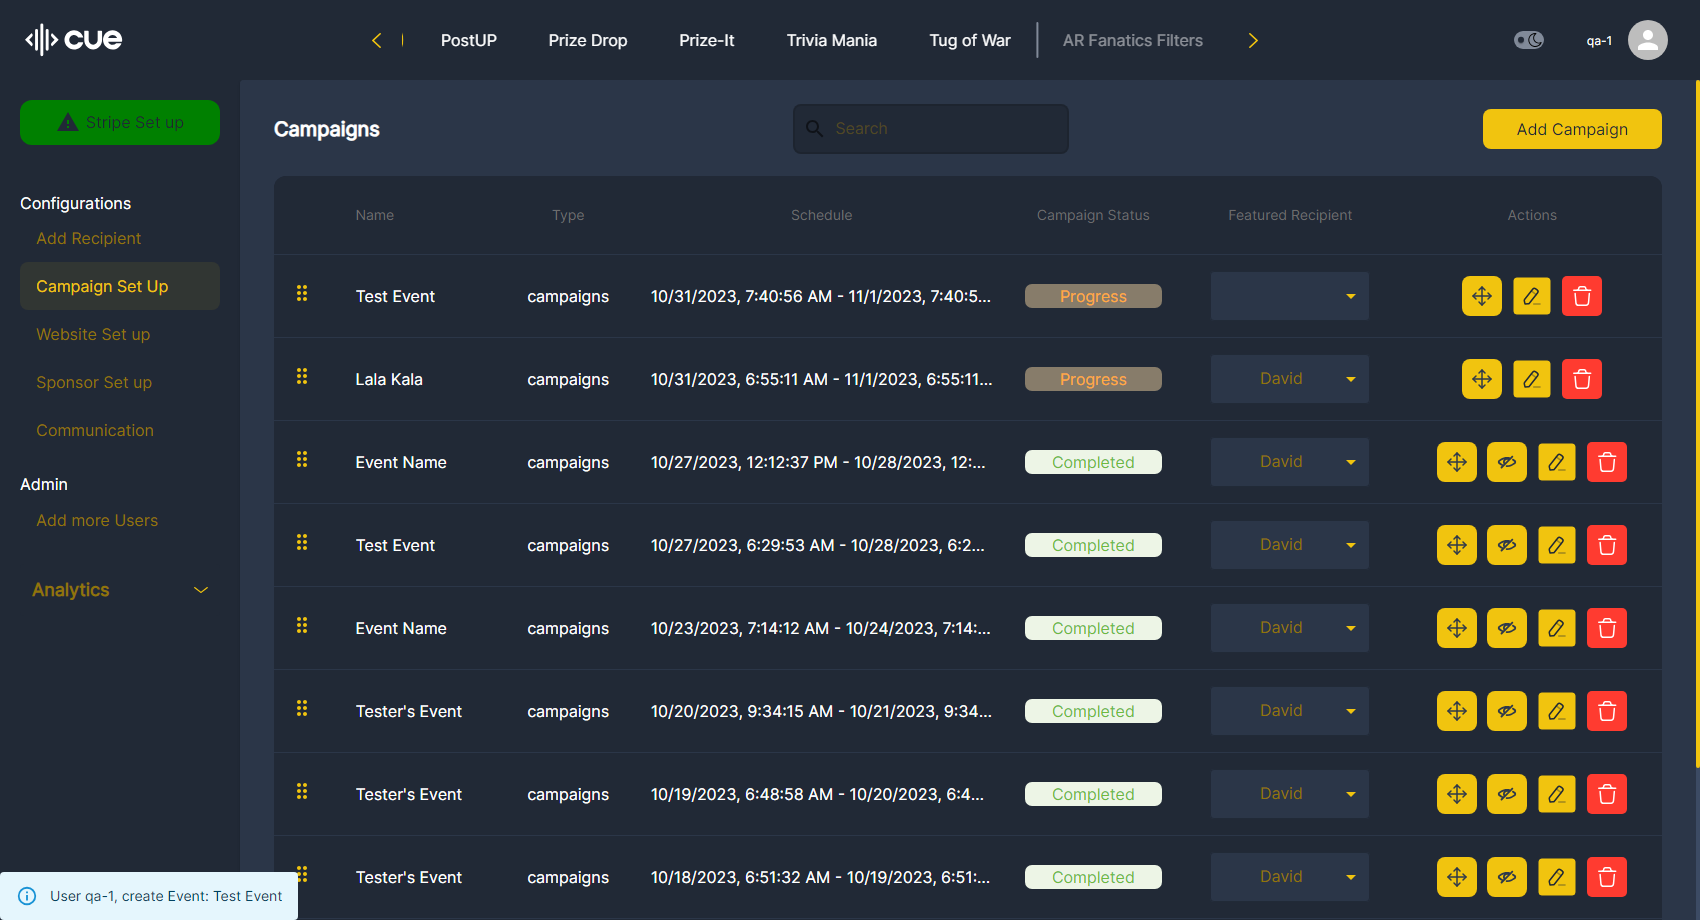 cue
PostUP Prize Drop Prize-It Trivia Mania Tug of War AR Fanatics Filters
qa-1
Stripe Set up
Configurations
Add Recipient
Campaign Set Up
Website Set up
Sponsor Set up
Communication
Admin
Add more Users
Analytics
Campaigns
Search
Add Campaign
Name Type Schedule Campaign Status Featured Recipient Actions
Test Event campaigns 10/31/2023, 7:40:56 AM - 11/1/2023, 7:40:5... Progress
Lala Kala campaigns 10/31/2023, 6:55:11 AM - 11/1/2023, 6:55:11... Progress David
Event Name campaigns 10/27/2023, 12:12:37 PM - 10/28/2023, 12:... Completed David
Test Event campaigns 10/27/2023, 6:29:53 AM - 10/28/2023, 6:2... Completed David
Event Name campaigns 10/23/2023, 7:14:12 AM - 10/24/2023, 7:14:... Completed David
Tester's Event campaigns 10/20/2023, 9:34:15 AM - 10/21/2023, 9:34... Completed David
Tester's Event campaigns 10/19/2023, 6:48:58 AM - 10/20/2023, 6:4... Completed David
Tester's Event campaigns 10/18/2023, 6:51:32 AM - 10/19/2023, 6:51:... Completed David
User qa-1, create Event: Test Event